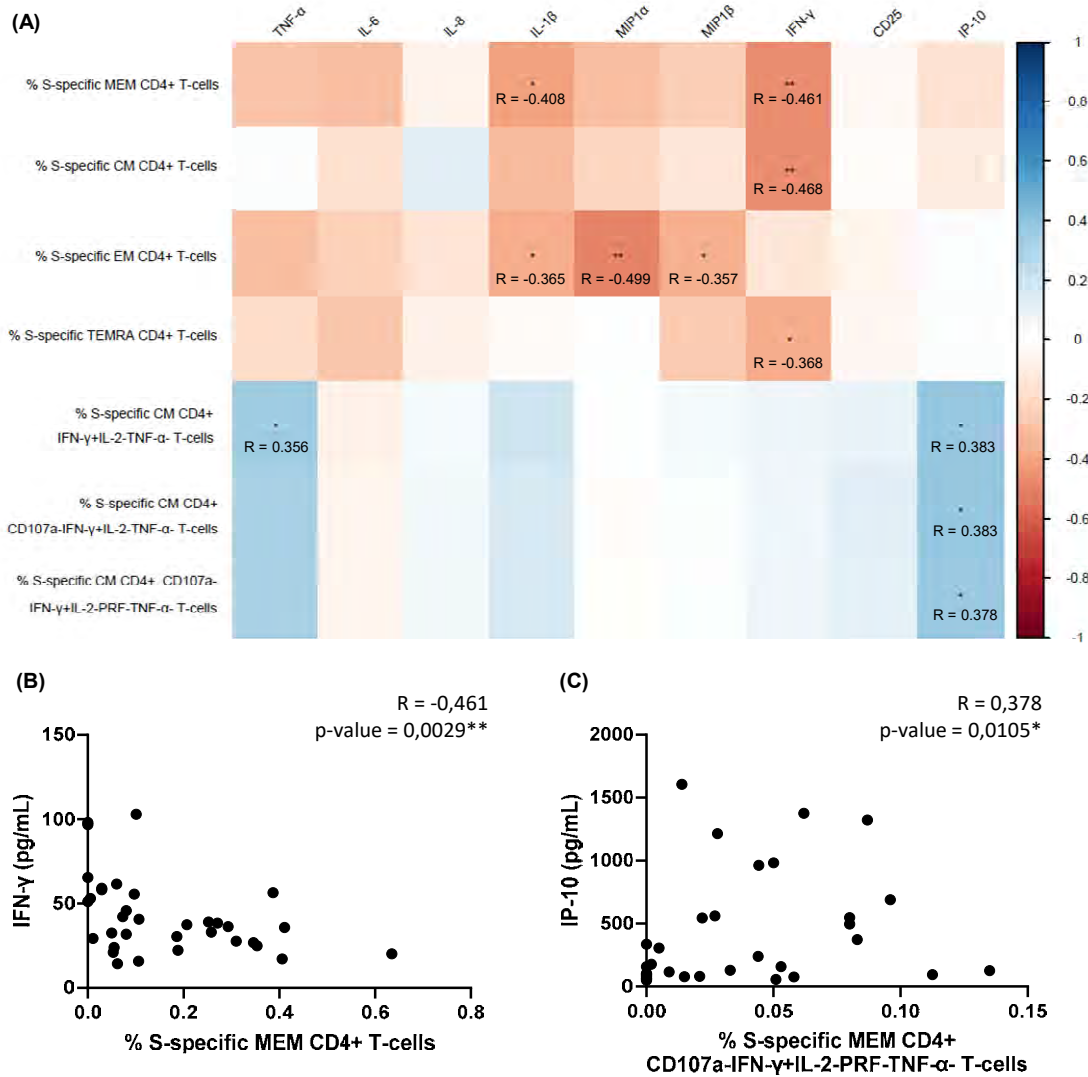 (A)
TNF-α IL-6 IL-8 IL-1β MIP1α MIP1β IFN-γ CD25 IP-10
% S-specific MEM CD4+ T-cells
* **
R = -0.408 R = -0.461
% S-specific CM CD4+ T-cells
**
R = -0.468
% S-specific EM CD4+ T-cells
* ** *
R = -0.365 R = -0.499 R = -0.357
% S-specific TEMRA CD4+ T-cells
*
R = -0.368
% S-specific CM CD4+
IFN-γ+IL-2-TNF-α- T-cells
* *
R = 0.356 R = 0.383
% S-specific CM CD4+
CD107a-IFN-γ+IL-2-TNF-α- T-cells
*
R = 0.383
% S-specific CM CD4+ CD107a-
IFN-γ+IL-2-PRF-TNF-α- T-cells
*
R = 0.378
1
0.8
0.6
0.4
0.2
0
-0.2
-0.4
-0.6
-0.8
-1
(B)
R = -0,461
p-value = 0,0029**
150
100
50
0
IFN-γ (pg/mL)
0.0 0.2 0.4 0.6 0.8
% S-specific MEM CD4+ T-cells
(C)
R = 0,378
p-value = 0,0105*
2000
1500
1000
500
0
IP-10 (pg/mL)
0.00 0.05 0.10 0.15
% S-specific MEM CD4+
CD107a-IFN-γ+IL-2-PRF-TNF-α- T-cells